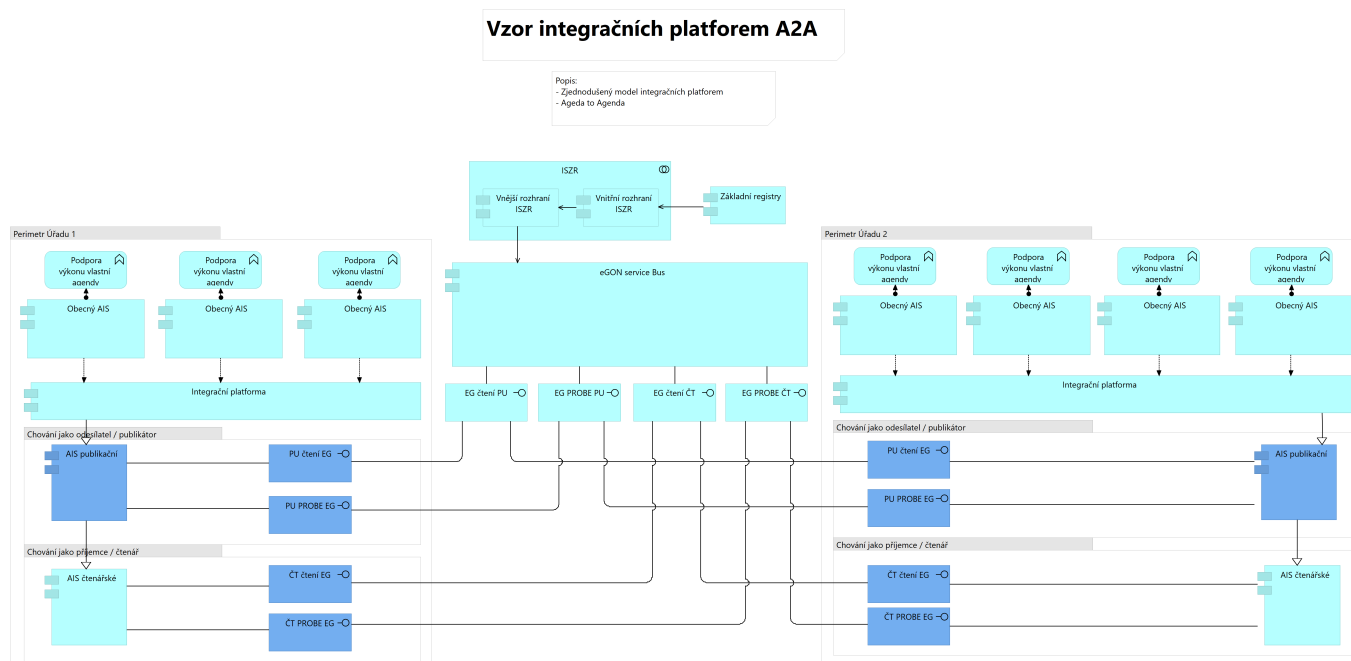 Vzor integračních platforem A2A
Popis:
- Zjednodušený model integračních platforem
- Ageda to Agenda
ISZR
Vnější rozhraní
ISZR
Vnitřní rozhraní
ISZR
Základní registry
eGON service Bus
EG čtení PU
EG PROBE PU
EG čtení ČT
EG PROBE ČT
Perimetr Úřadu 1
Podpora
výkonu vlastní
agendy
Podpora
výkonu vlastní
agendy
Podpora
výkonu vlastní
agendy
Obecný AIS
Obecný AIS
Obecný AIS
Integrační platforma
Chování jako odesílatel / publikátor
AIS publikační
PU čtení EG
PU PROBE EG
Chování jako příjemce / čtenář
AIS čtenářské
ČT čtení EG
ČT PROBE EG
Perimetr Úřadu 2
Podpora
výkonu vlastní
agendy
Podpora
výkonu vlastní
agendy
Podpora
výkonu vlastní
agendy
Podpora
výkonu vlastní
agendy
Obecný AIS
Obecný AIS
Obecný AIS
Obecný AIS
Integrační platforma
Chování jako odesílatel / publikátor
PU čtení EG
AIS publikační
PU PROBE EG
Chování jako příjemce / čtenář
ČT čtení EG
AIS čtenářské
ČT PROBE EG